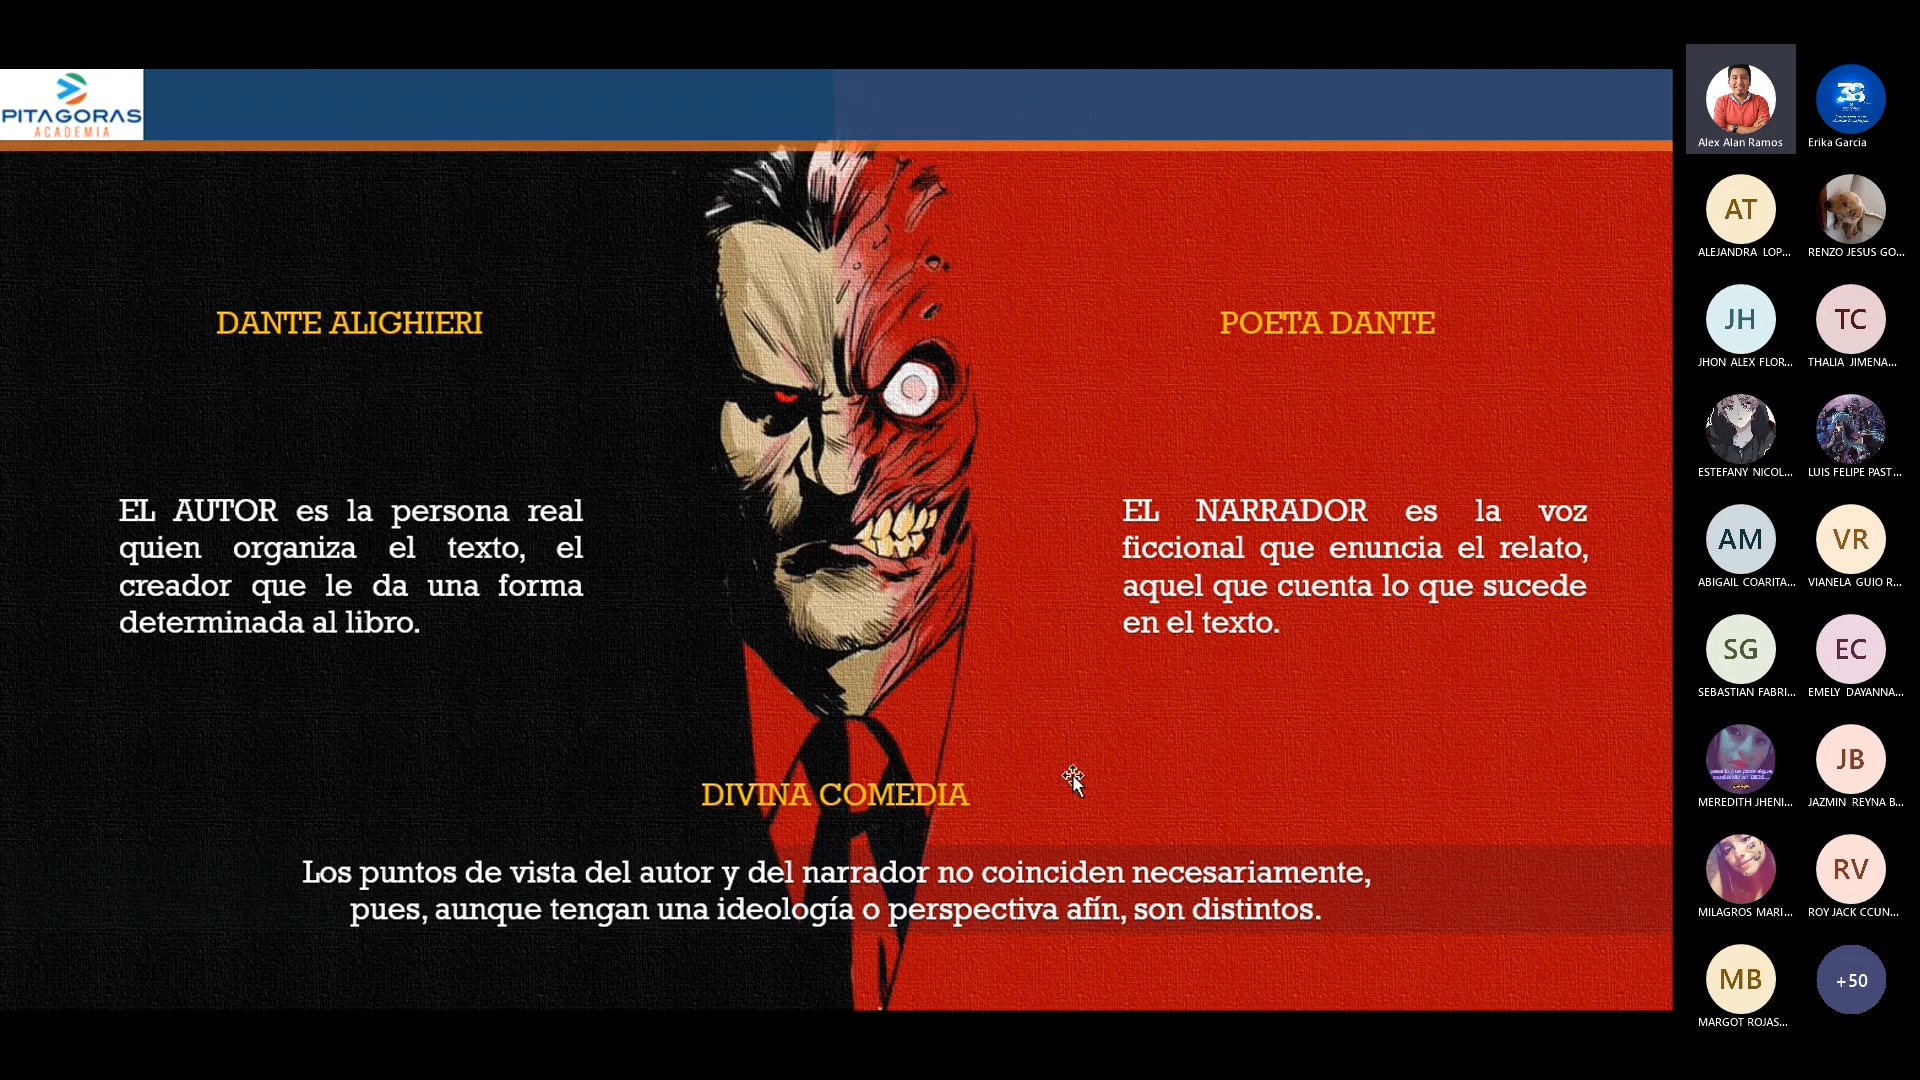 PITAGORAS
ACADEMIA
DANTE ALIGHIERI
EL AUTOR es la persona real
quien organiza el texto, el
creador que le da una forma
determinada al libro.
POETA DANTE
EL NARRADOR es la voz
ficcional que enuncia el relato,
aquel que cuenta lo que sucede
en el texto.
DIVINA COMEDIA
Los puntos de vista del autor y del narrador no coinciden necesariamente,
pues, aunque tengan una ideología o perspectiva afín, son distintos.
Alex Alan Ramos
Erika Garcia
AT
ALEJANDRA LOP...
RENZO JESUS GO...
JH
JHON ALEX FLOR...
TC
THALIA JIMENA...
ESTEFANY NICOL...
LUIS FELIPE PAST...
AM
ABIGAIL COARITA...
VR
VIANELA GUIO R...
SG
SEBASTIAN FABRI...
EC
EMELY DAYANNA...
MEREDITH JHENI...
JB
JAZMIN REYNA B...
MILAGROS MARI...
RV
ROY JACK CCUN...
MB
MARGOT ROJAS...
+50